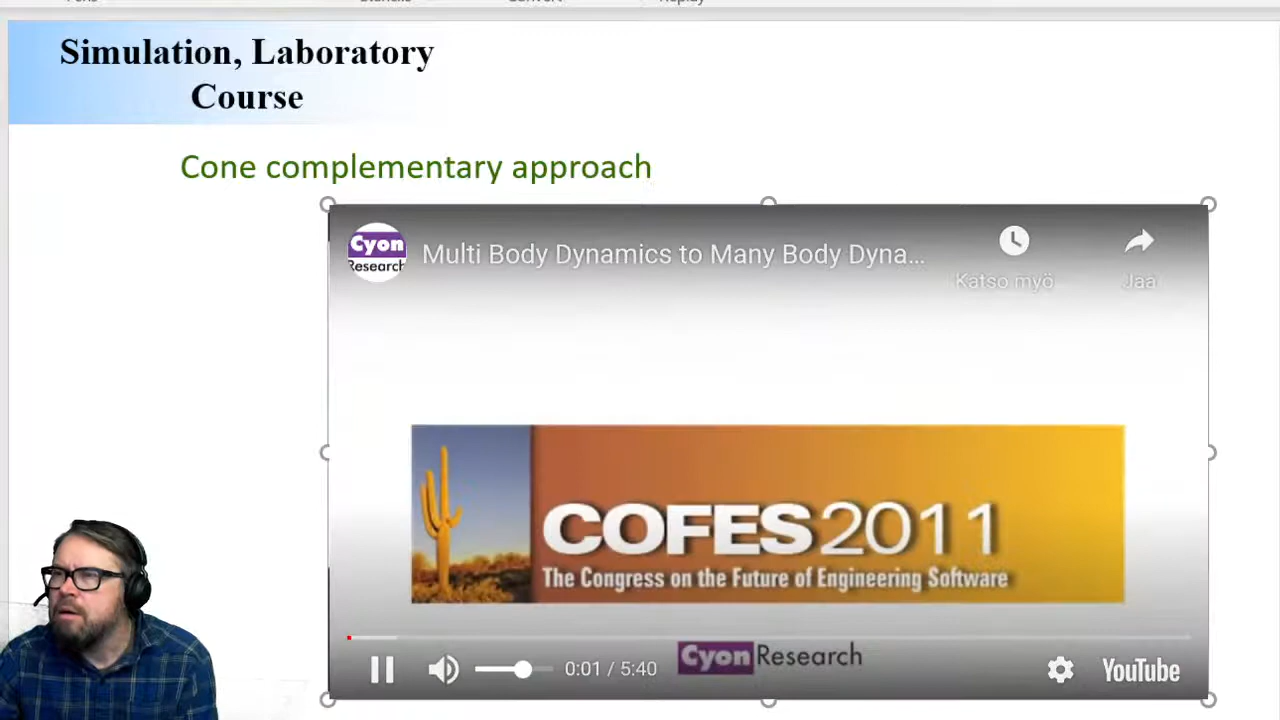 Simulation, Laboratory
Course
Cone complementary approach
Cyon
Research
Multi Body Dynamics to Many Body Dyna...
Katso myö
Jaa
COFES2011
The Congress on the Future of Engineering Software
0:01 / 5:40
Cyon Research
YouTube